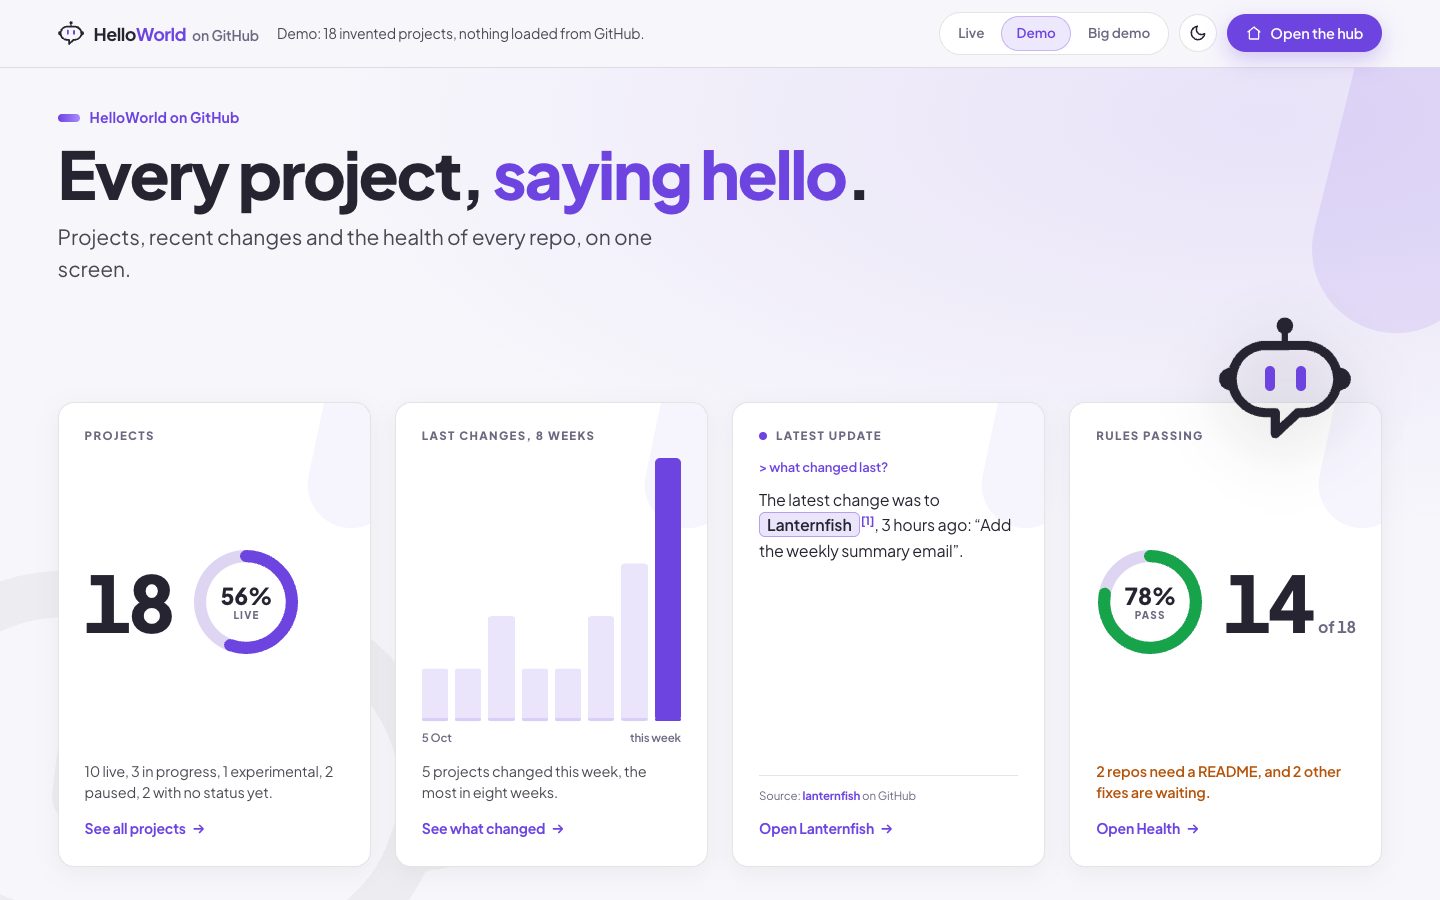 HelloWorld on GitHub
Demo: 18 invented projects, nothing loaded from GitHub.
Live
Demo
Big demo
Open the hub
HelloWorld on GitHub
Every project, saying hello.
Projects, recent changes and the health of every repo, on one
screen.
PROJECTS
18
56%
LIVE
10 live, 3 in progress, 1 experimental, 2
paused, 2 with no status yet.
See all projects →
LAST CHANGES, 8 WEEKS
5 Oct
this week
5 projects changed this week, the
most in eight weeks.
See what changed →
LATEST UPDATE
> what changed last?
The latest change was to
Lanternfish [1], 3 hours ago: “Add
the weekly summary email”.
Source: lanternfish on GitHub
Open Lanternfish →
RULES PASSING
78%
PASS
14 of 18
2 repos need a README, and 2 other
fixes are waiting.
Open Health →